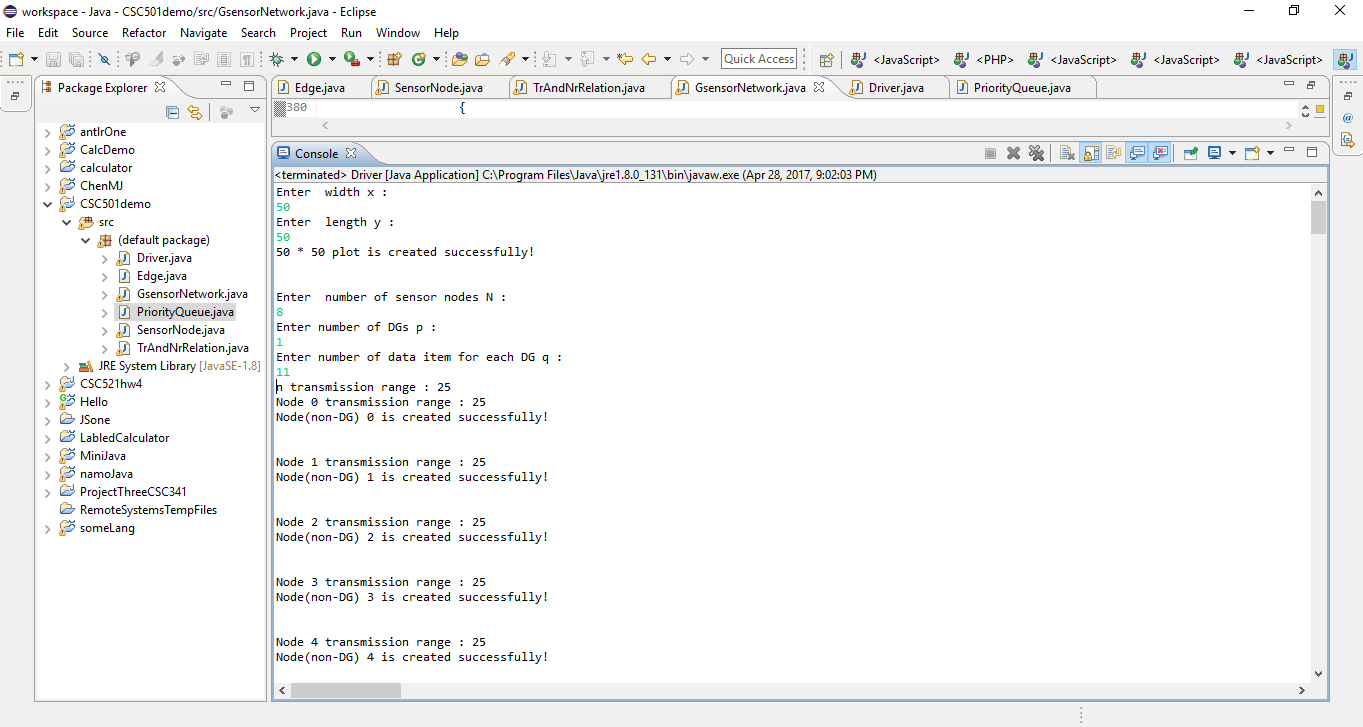 workspace - Java - CSC501demo/src/GsensorNetwork.java - Eclipse
File Edit Source Refactor Navigate Search Project Run Window Help
Quick Access <JavaScript> <PHP> <JavaScript> <JavaScript> <JavaScript>
Package Explorer
antlrOne
CalcDemo
calculator
ChenMJ
CSC501demo
src
(default package)
Driver.java
Edge.java
GsensorNetwork.java
PriorityQueue.java
SensorNode.java
TrAndNrRelation.java
JRE System Library [JavaSE-1.8]
CSC521hw4
Hello
JSone
LabledCalculator
MiniJava
namoJava
ProjectThreeCSC341
RemoteSystemsTempFiles
someLang
Edge.java SensorNode.java TrAndNrRelation.java GsensorNetwork.java Driver.java PriorityQueue.java
380 {
Console
<terminated> Driver [Java Application] C:\Program Files\Java\jre1.8.0_131\bin\javaw.exe (Apr 28, 2017, 9:02:03 PM)
Enter  width x :
50
Enter  length y :
50
50 * 50 plot is created successfully!
Enter  number of sensor nodes N :
8
Enter number of DGs p :
1
Enter number of data item for each DG q :
11
n transmission range : 25
Node 0 transmission range : 25
Node(non-DG) 0 is created successfully!
Node 1 transmission range : 25
Node(non-DG) 1 is created successfully!
Node 2 transmission range : 25
Node(non-DG) 2 is created successfully!
Node 3 transmission range : 25
Node(non-DG) 3 is created successfully!
Node 4 transmission range : 25
Node(non-DG) 4 is created successfully!